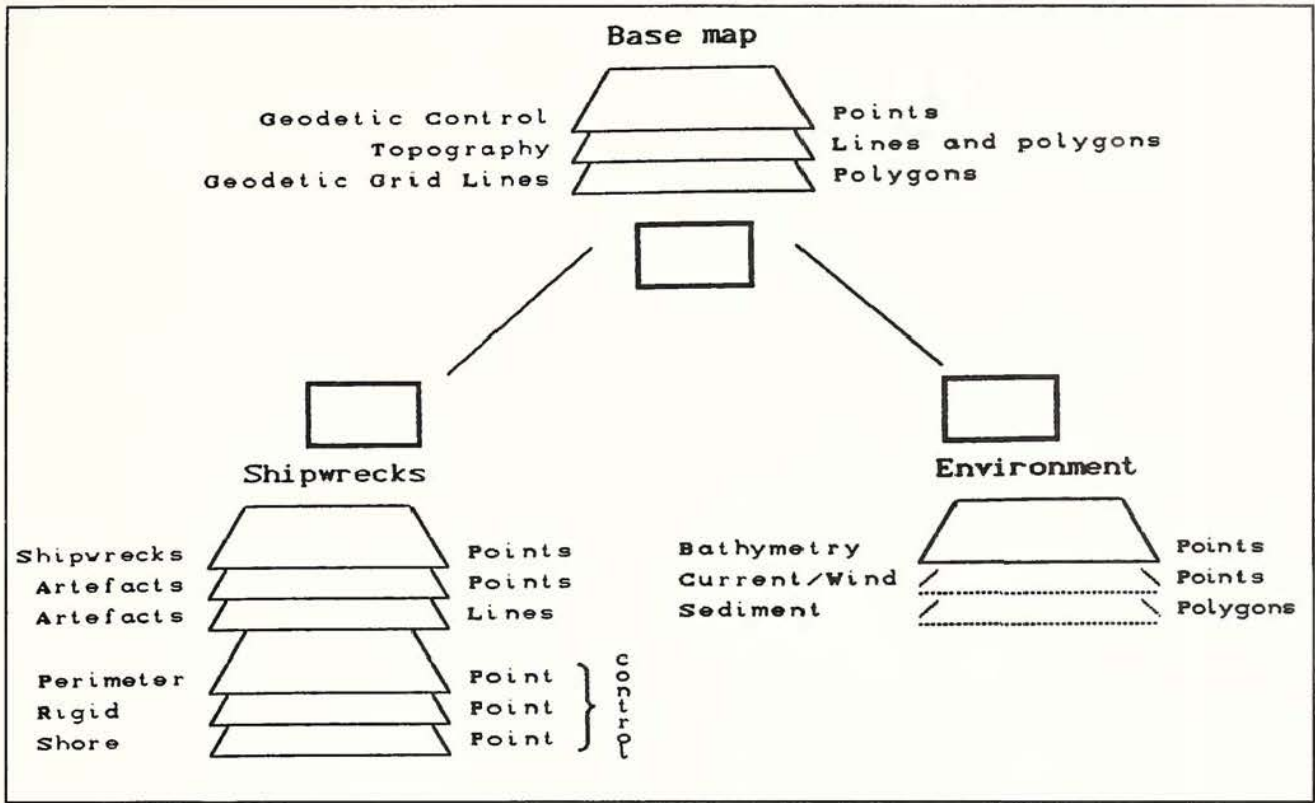 Base map
Geodetic Control Points
Topography Lines and polygons
Geodetic Grid Lines Polygons
Shipwrecks
Shipwrecks Points
Artefacts Points
Artefacts Lines
Perimeter Point
Rigid Point
Shore Point
control
Environment
Bathymetry Points
Current/Wind Points
Sediment Polygons